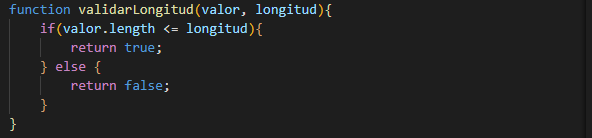 function validarLongitud(valor, longitud){
    if(valor.length <= longitud){
        return true;
    } else {
        return false;
    }
}